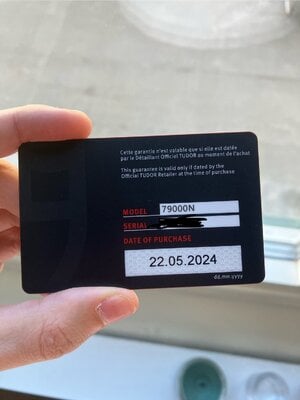 Cette garantie n'est valable que si elle est datée
par le Détaillant Officiel TUDOR au moment de l'achat
This guarantee is valid only if dated by the
Official TUDOR Retailer at the time of purchase
MODEL 79000N
SERIAL
DATE OF PURCHASE
22.05.2024
dd.mm.yyyy